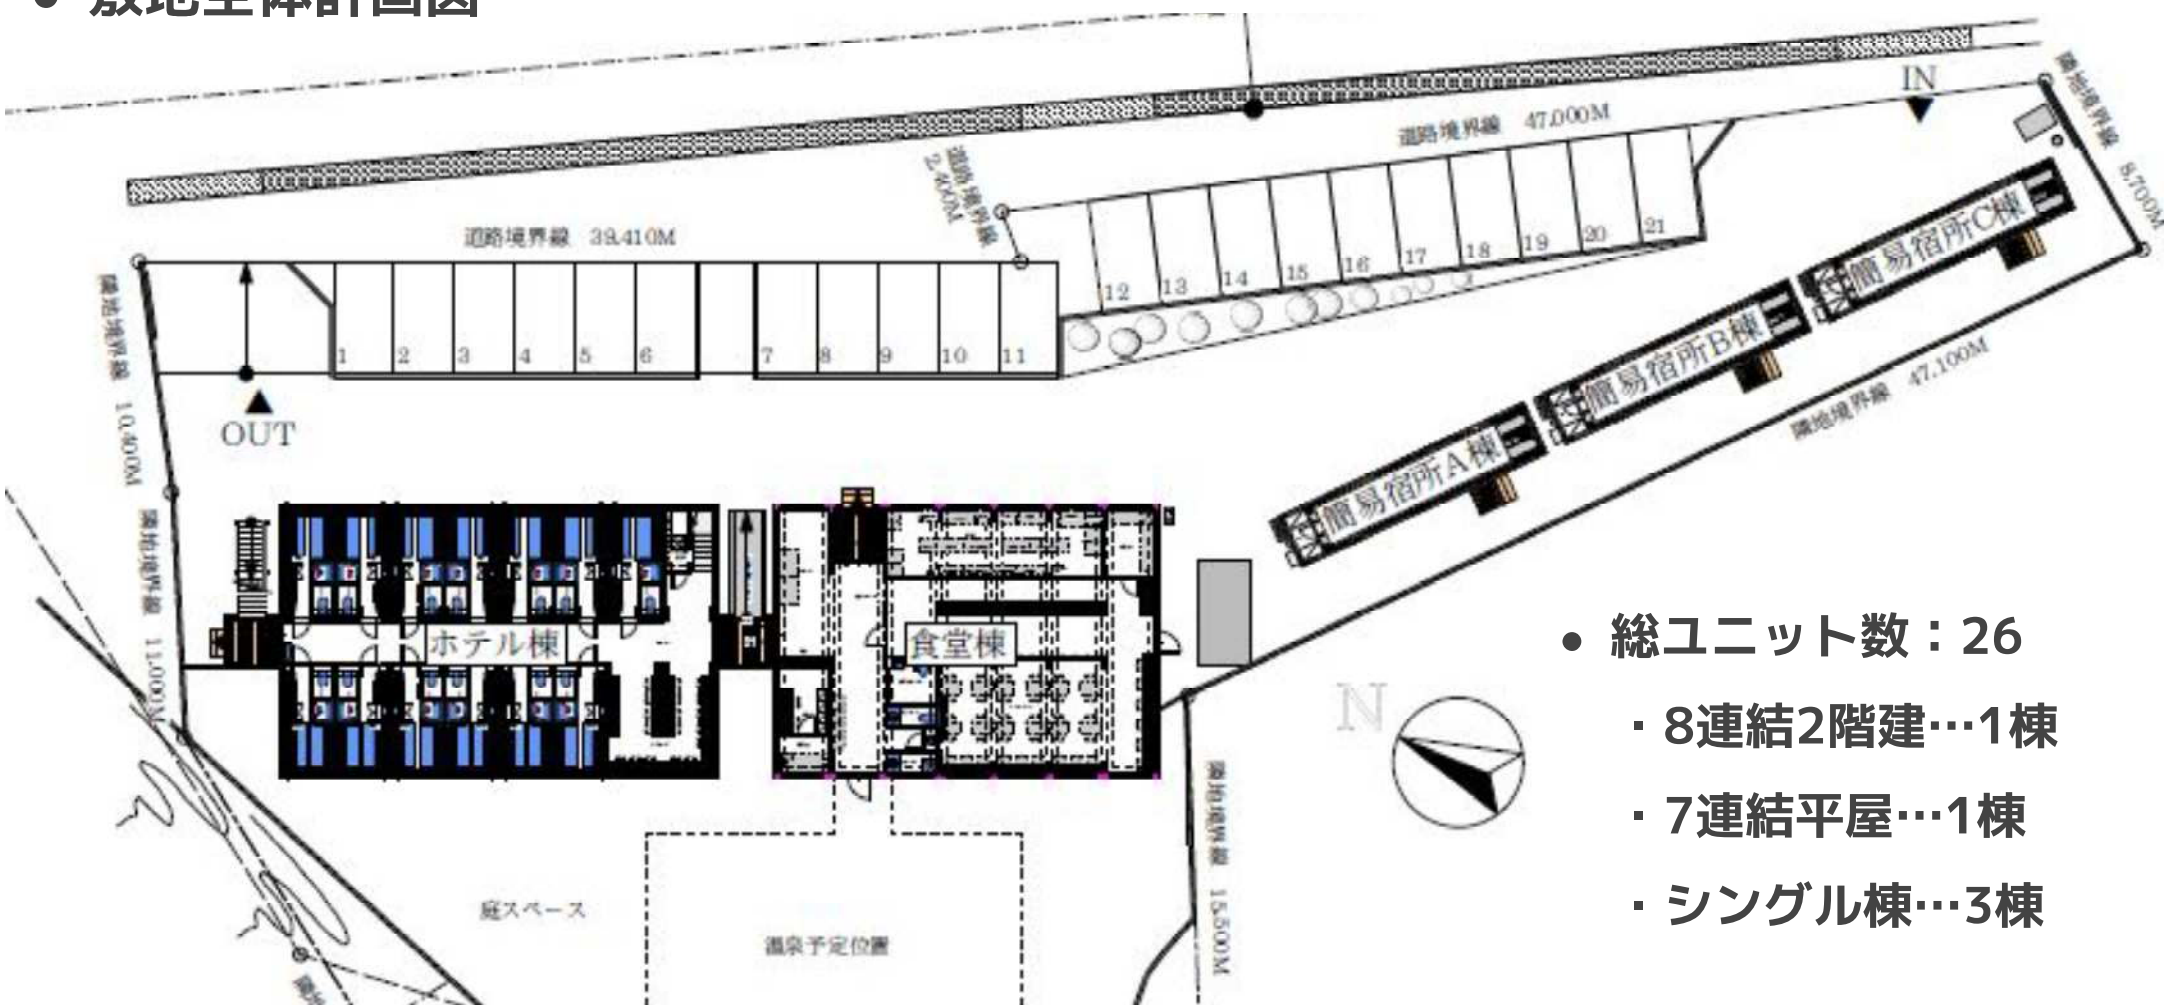 • 敷地全体計画図
IN
隣地境界線 8,700M
道路境界線 47.000M
道路境界線 2.400M
道路境界線 39.410M
12 13 14 15 16 17 18 19 20 21
1 2 3 4 5 6 7 8 9 10 11
OUT
隣地境界線 10.400M
簡易宿所C棟
簡易宿所B棟
簡易宿所A棟
隣地境界線 47.100M
隣地境界線 11.000M
ホテル棟
食堂棟
• 総ユニット数：26
・8連結2階建…1棟
・7連結平屋…1棟
・シングル棟…3棟
N
隣地境界線 15.500M
庭スペース
温泉予定位置
隣地